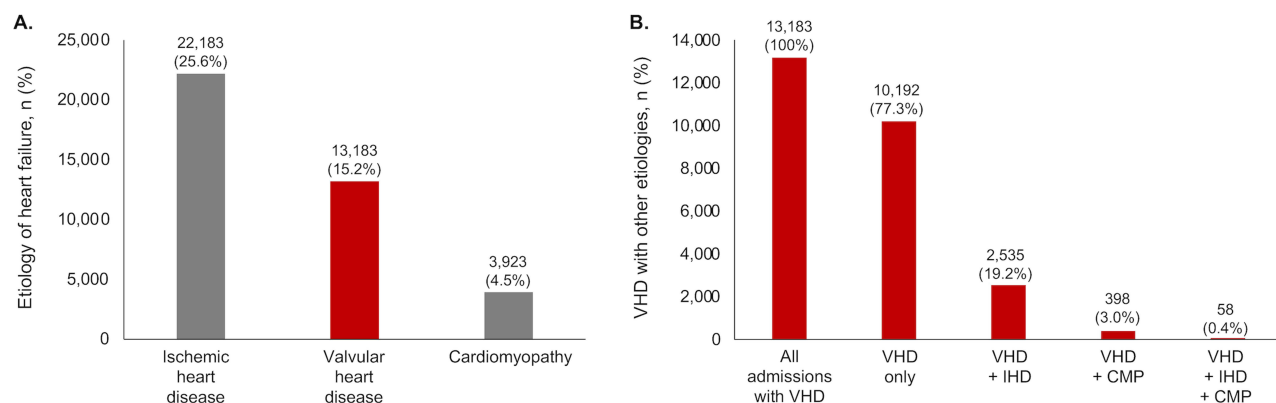 A.
Etiology of heart failure, n (%)
25,000
20,000
15,000
10,000
5,000
0
22,183
(25.6%)
13,183
(15.2%)
3,923
(4.5%)
Ischemic
heart
disease
Valvular
heart
disease
Cardiomyopathy
B.
VHD with other etiologies, n (%)
14,000
12,000
10,000
8,000
6,000
4,000
2,000
0
13,183
(100%)
10,192
(77.3%)
2,535
(19.2%)
398
(3.0%)
58
(0.4%)
All
admissions
with VHD
VHD
only
VHD
+ IHD
VHD
+ CMP
VHD
+ IHD
+ CMP